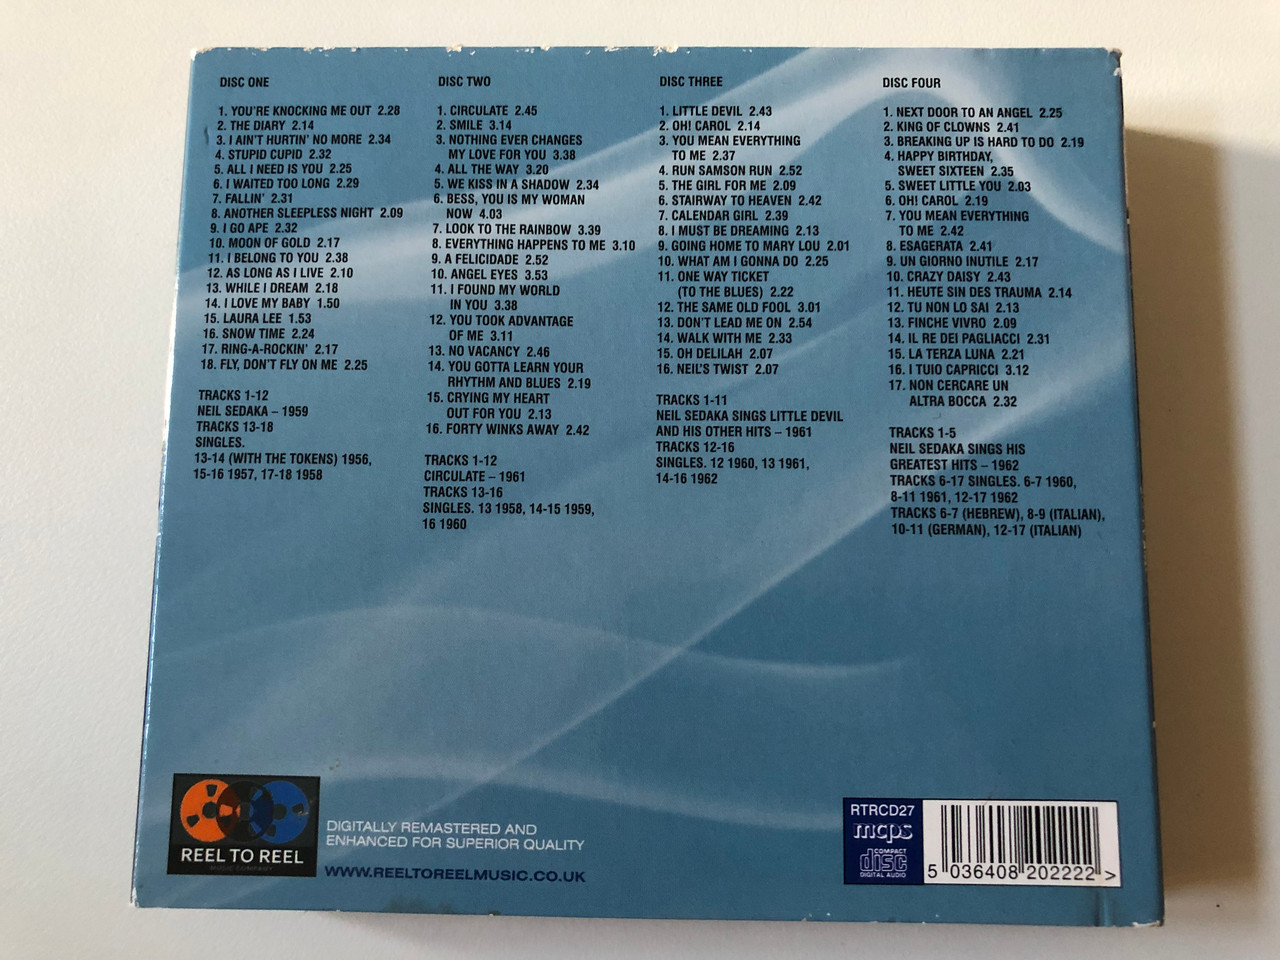 DISC ONE
1. YOU'RE KNOCKING ME OUT 2.28
2. THE DIARY 2.14
3. I AIN'T HURTIN' NO MORE 2.34
4. STUPID CUPID 2.32
5. ALL I NEED IS YOU 2.25
6. I WAITED TOO LONG 2.29
7. FALLIN' 2.31
8. ANOTHER SLEEPLESS NIGHT 2.09
9. I GO APE 2.32
10. MOON OF GOLD 2.17
11. I BELONG TO YOU 2.38
12. AS LONG AS I LIVE 2.10
13. WHILE I DREAM 2.18
14. I LOVE MY BABY 1.50
15. LAURA LEE 1.53
16. SNOW TIME 2.24
17. RING-A-ROCKIN' 2.17
18. FLY, DON'T FLY ON ME 2.25
TRACKS 1-12
NEIL SEDAKA – 1959
TRACKS 13-18
SINGLES.
13-14 (WITH THE TOKENS) 1956,
15-16 1957, 17-18 1958
DISC TWO
1. CIRCULATE 2.45
2. SMILE 3.14
3. NOTHING EVER CHANGES
MY LOVE FOR YOU 3.38
4. ALL THE WAY 3.20
5. WE KISS IN A SHADOW 2.34
6. BESS, YOU IS MY WOMAN
NOW 4.03
7. LOOK TO THE RAINBOW 3.39
8. EVERYTHING HAPPENS TO ME 3.10
9. A FELICIDADE 2.52
10. ANGEL EYES 3.53
11. I FOUND MY WORLD
IN YOU 3.38
12. YOU TOOK ADVANTAGE
OF ME 3.11
13. NO VACANCY 2.46
14. YOU GOTTA LEARN YOUR
RHYTHM AND BLUES 2.19
15. CRYING MY HEART
OUT FOR YOU 2.13
16. FORTY WINKS AWAY 2.42
TRACKS 1-12
CIRCULATE – 1961
TRACKS 13-16
SINGLES. 13 1958, 14-15 1959,
16 1960
DISC THREE
1. LITTLE DEVIL 2.43
2. OH! CAROL 2.14
3. YOU MEAN EVERYTHING
TO ME 2.37
4. RUN SAMSON RUN 2.52
5. THE GIRL FOR ME 2.09
6. STAIRWAY TO HEAVEN 2.42
7. CALENDAR GIRL 2.39
8. I MUST BE DREAMING 2.13
9. GOING HOME TO MARY LOU 2.01
10. WHAT AM I GONNA DO 2.25
11. ONE WAY TICKET
(TO THE BLUES) 2.22
12. THE SAME OLD FOOL 3.01
13. DON'T LEAD ME ON 2.54
14. WALK WITH ME 2.33
15. OH DELILAH 2.07
16. NEIL'S TWIST 2.07
TRACKS 1-11
NEIL SEDAKA SINGS LITTLE DEVIL
AND HIS OTHER HITS – 1961
TRACKS 12-16
SINGLES. 12 1960, 13 1961,
14-16 1962
DISC FOUR
1. NEXT DOOR TO AN ANGEL 2.25
2. KING OF CLOWNS 2.41
3. BREAKING UP IS HARD TO DO 2.19
4. HAPPY BIRTHDAY,
SWEET SIXTEEN 2.35
5. SWEET LITTLE YOU 2.03
6. OH! CAROL 2.19
7. YOU MEAN EVERYTHING
TO ME 2.42
8. ESAGERATA 2.41
9. UN GIORNO INUTILE 2.17
10. CRAZY DAISY 2.43
11. HEUTE SIN DES TRAUMA 2.14
12. TU NON LO SAI 2.13
13. FINCHE VIVRO 2.09
14. IL RE DEI PAGLIACCI 2.31
15. LA TERZA LUNA 2.21
16. I TUIO CAPRICCI 3.12
17. NON CERCARE UN
ALTRA BOCCA 2.32
TRACKS 1-5
NEIL SEDAKA SINGS HIS
GREATEST HITS – 1962
TRACKS 6-17 SINGLES. 6-7 1960,
8-11 1961, 12-17 1962
TRACKS 6-7 (HEBREW), 8-9 (ITALIAN),
10-11 (GERMAN), 12-17 (ITALIAN)
REEL TO REEL
MUSIC COMPANY
DIGITALLY REMASTERED AND
ENHANCED FOR SUPERIOR QUALITY
WWW.REELTOREELMUSIC.CO.UK
RTRCD27
mcps
COMPACT
disc
DIGITAL AUDIO
5 036408 202222 >